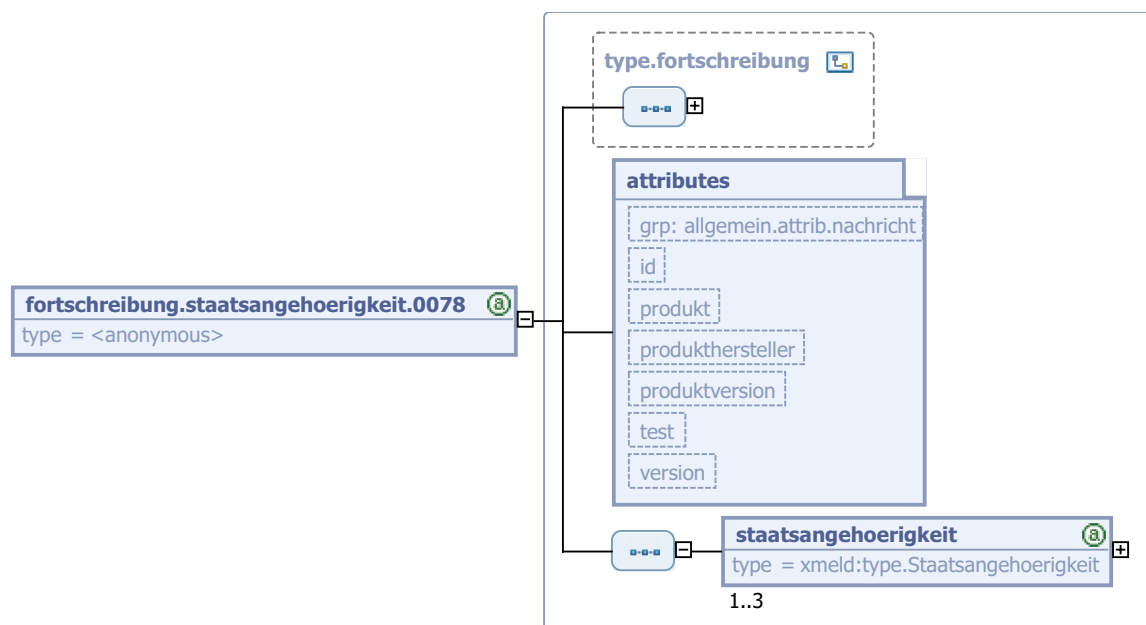 type.fortschreibung
attributes
grp: allgemein.attrib.nachricht
id
produkt
produkthersteller
produktversion
test
version
fortschreibung.staatsangehoerigkeit.0078
type = <anonymous>
staatsangehoerigkeit
type = xmeld:type.Staatsangehoerigkeit
1..3